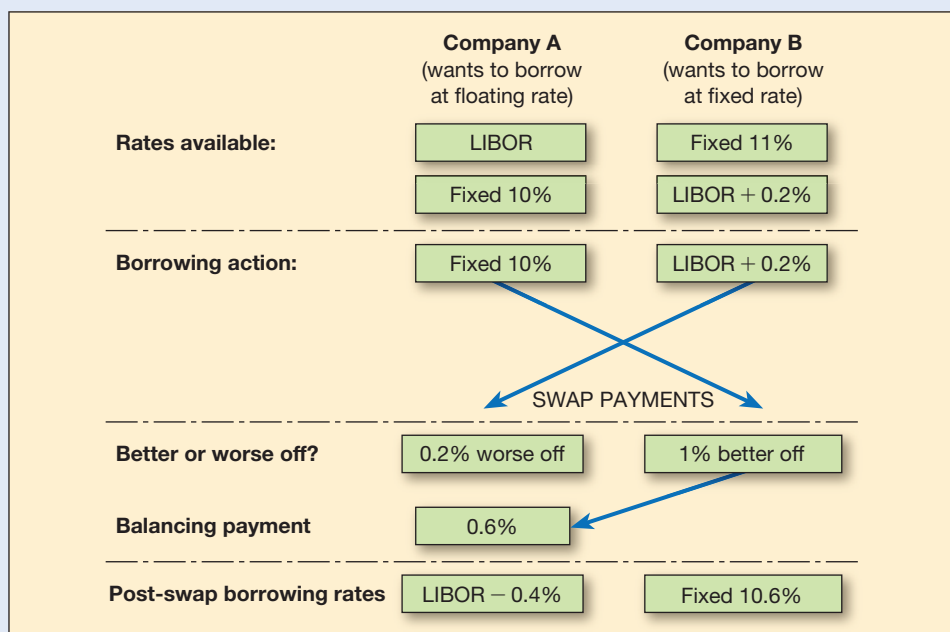 Company A
(wants to borrow
at floating rate)
Company B
(wants to borrow
at fixed rate)
Rates available:
LIBOR
Fixed 11%
Fixed 10%
LIBOR + 0.2%
Borrowing action:
Fixed 10%
LIBOR + 0.2%
SWAP PAYMENTS
Better or worse off?
0.2% worse off
1% better off
Balancing payment
0.6%
Post-swap borrowing rates
LIBOR − 0.4%
Fixed 10.6%